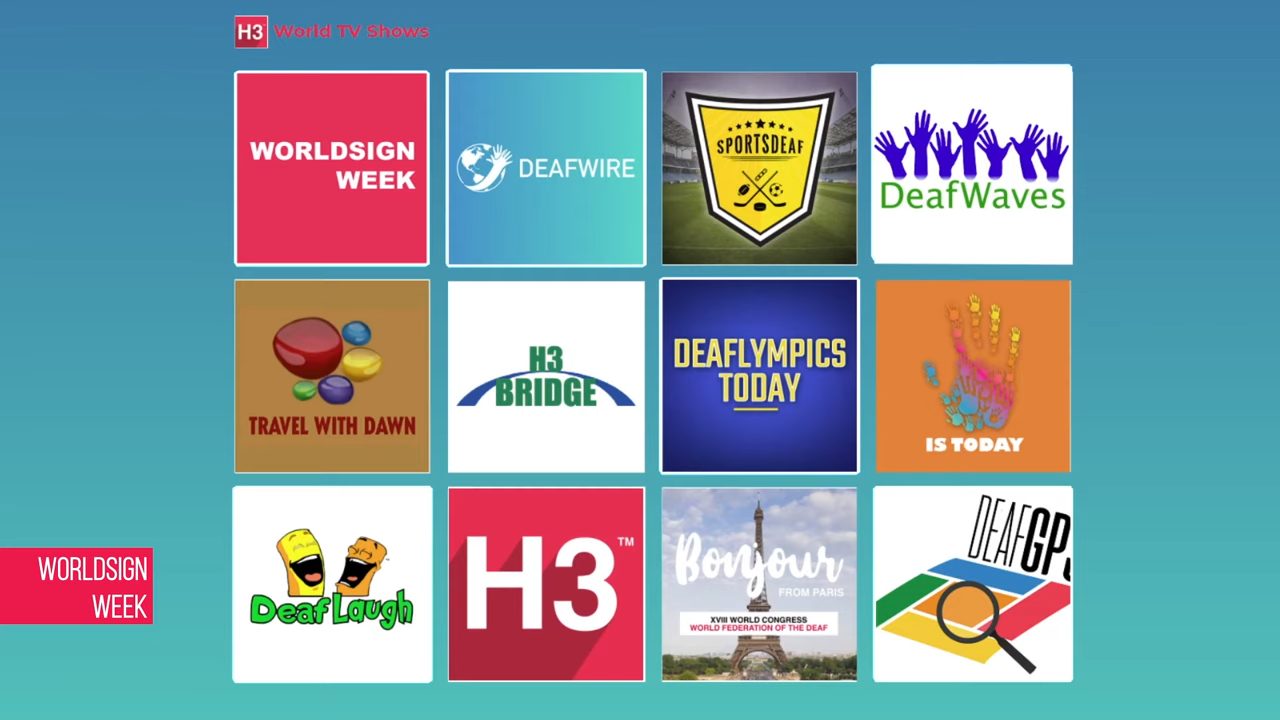 H3 World TV Shows
WORLDSIGN
WEEK
DEAFWIRE
SPORTSDEAF
DeafWaves
TRAVEL WITH DAWN
H3
BRIDGE
DEAFLYMPICS
TODAY
IS TODAY
DeafLaugh
H3™
Bonjour
FROM PARIS
XVIII WORLD CONGRESS
WORLD FEDERATION OF THE DEAF
DEAFGPS
WORLDSIGN
WEEK